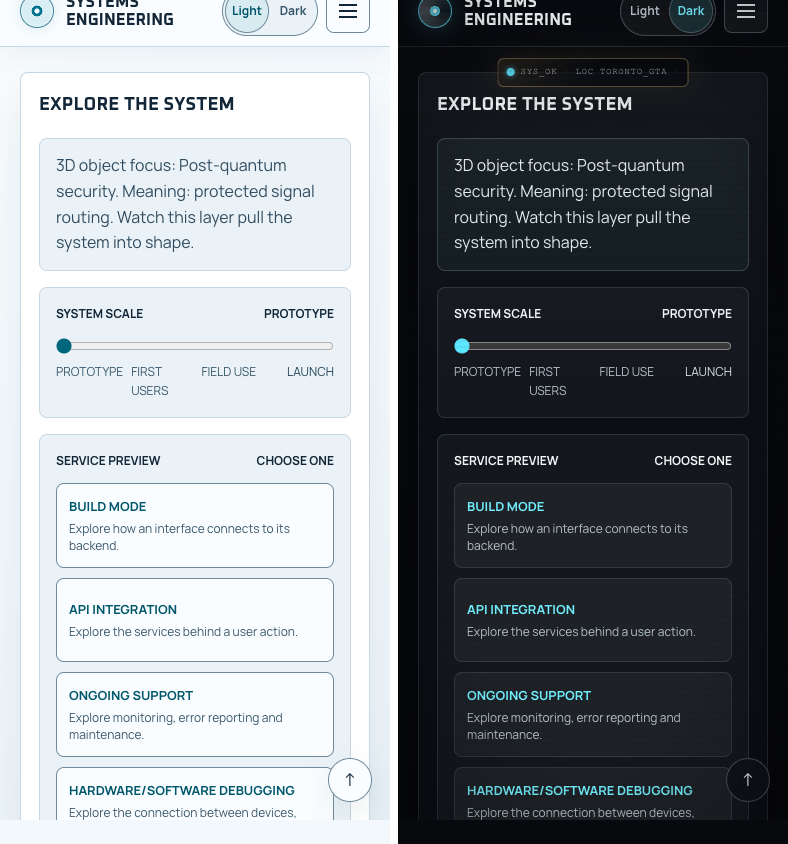 SYSTEMS
ENGINEERING
Light
Dark
EXPLORE THE SYSTEM
3D object focus: Post-quantum
security. Meaning: protected signal
routing. Watch this layer pull the
system into shape.
SYSTEM SCALE
PROTOTYPE
PROTOTYPE
FIRST
USERS
FIELD USE
LAUNCH
SERVICE PREVIEW
CHOOSE ONE
BUILD MODE
Explore how an interface connects to its
backend.
API INTEGRATION
Explore the services behind a user action.
ONGOING SUPPORT
Explore monitoring, error reporting and
maintenance.
HARDWARE/SOFTWARE DEBUGGING
Explore the connection between devices,
↑
SYSTEMS
ENGINEERING
Light
Dark
SYS_OK · LOC TORONTO_GTA
EXPLORE THE SYSTEM
3D object focus: Post-quantum
security. Meaning: protected signal
routing. Watch this layer pull the
system into shape.
SYSTEM SCALE
PROTOTYPE
PROTOTYPE
FIRST
USERS
FIELD USE
LAUNCH
SERVICE PREVIEW
CHOOSE ONE
BUILD MODE
Explore how an interface connects to its
backend.
API INTEGRATION
Explore the services behind a user action.
ONGOING SUPPORT
Explore monitoring, error reporting and
maintenance.
HARDWARE/SOFTWARE DEBUGGING
Explore the connection between devices,
↑